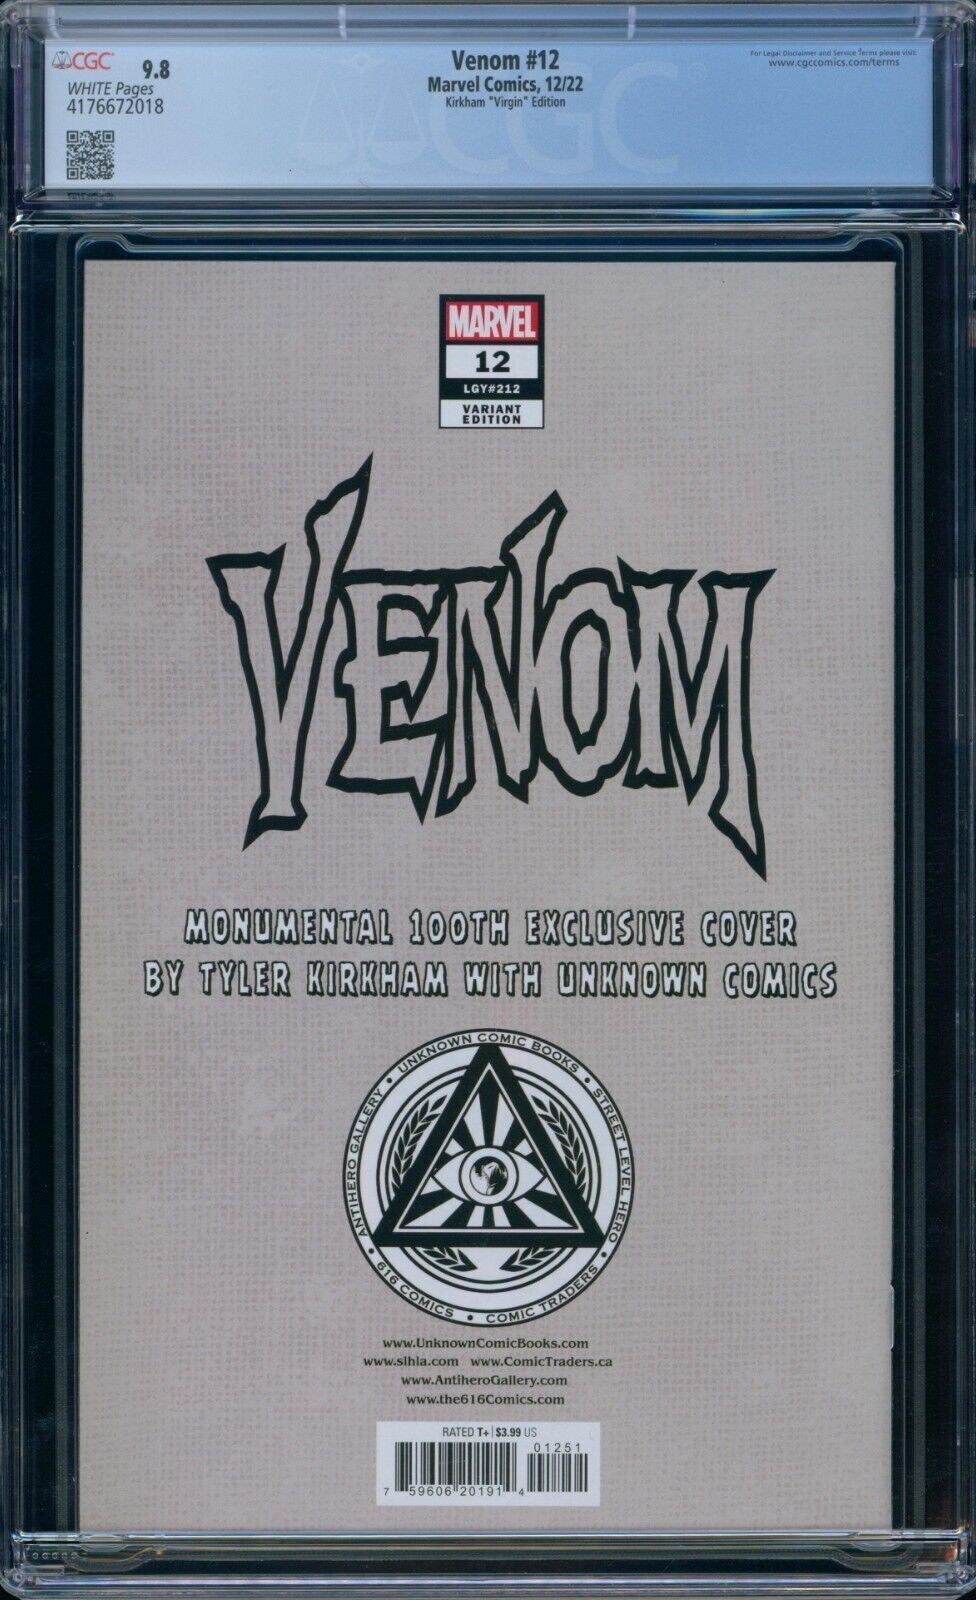 CGC 9.8
WHITE Pages
4176672018
Venom #12
Marvel Comics, 12/22
Kirkham "Virgin" Edition
For Legal Disclaimer and Service Terms please visit:
www.cgccomics.com/terms
CGC
MARVEL
12
LGY#212
VARIANT
EDITION
VENOM
MONUMENTAL 100TH EXCLUSIVE COVER
BY TYLER KIRKHAM WITH UNKNOWN COMICS
UNKNOWN COMIC BOOKS • STREET LEVEL HERO • COMIC TRADERS • 616 COMICS • ANTIHERO GALLERY •
www.UnknownComicBooks.com
www.slhla.com www.ComicTraders.ca
www.AntiheroGallery.com
www.the616Comics.com
RATED T+ | $3.99 US
01251
7 59606 20191 4